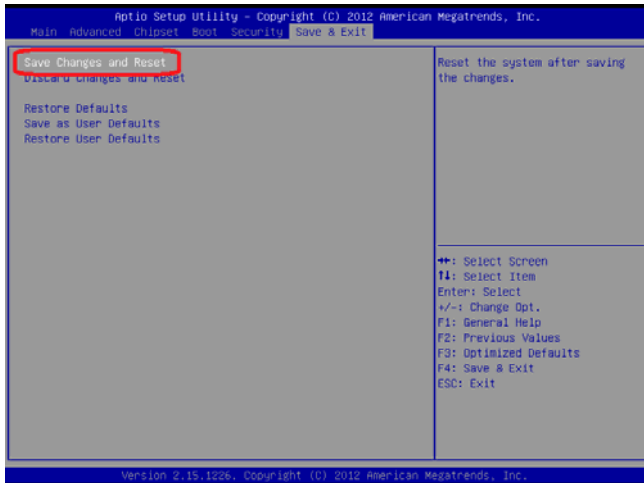 Aptio Setup Utility – Copyright (C) 2012 American Megatrends, Inc.
Main Advanced Chipset Boot Security Save & Exit
Save Changes and Reset
Discard Changes and Reset
Restore Defaults
Save as User Defaults
Restore User Defaults
Reset the system after saving
the changes.
→←: Select Screen
↑↓: Select Item
Enter: Select
+/-: Change Opt.
F1: General Help
F2: Previous Values
F3: Optimized Defaults
F4: Save & Exit
ESC: Exit
Version 2.15.1226. Copyright (C) 2012 American Megatrends, Inc.